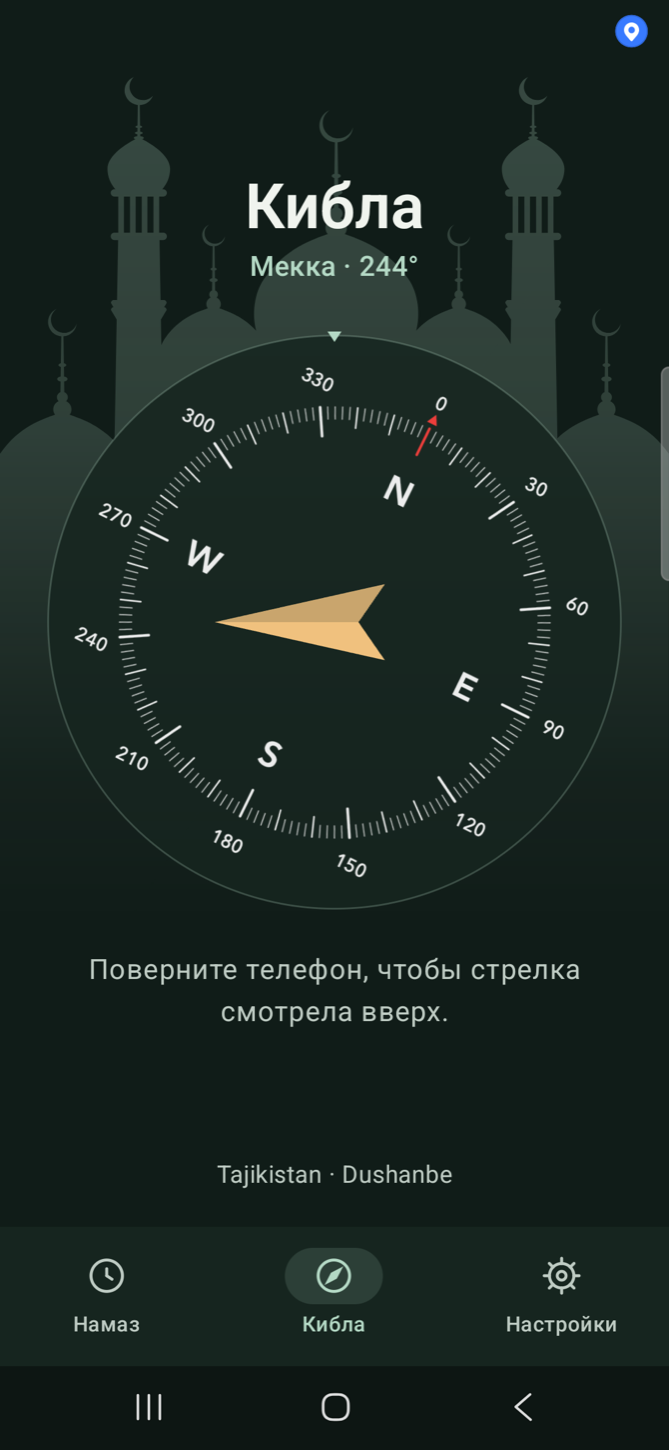 Кибла
Мекка · 244°
330
0
300
30
N
270
W
60
240
E
90
S
210
120
180
150
Поверните телефон, чтобы стрелка
смотрела вверх.
Tajikistan · Dushanbe
Намаз
Кибла
Настройки